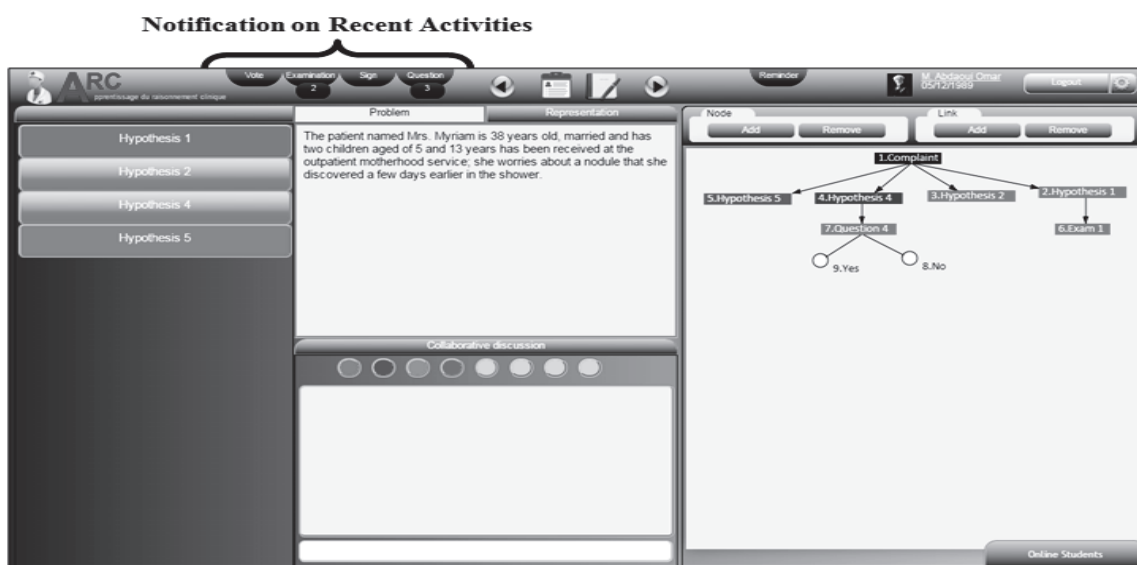 Notification on Recent Activities
ARC
pprentissage du raisonnement clinique
Vote
Examination
2
Sign
Question
3
Reminder
M. Abdaoui Omar
05/12/1989
Logout
Hypothesis 1
Hypothesis 2
Hypothesis 4
Hypothesis 5
Problem
Representation
The patient named Mrs. Myriam is 38 years old, married and has
two children aged of 5 and 13 years has been received at the
outpatient motherhood service; she worries about a nodule that she
discovered a few days earlier in the shower.
Collaborative discussion
Node
Add
Remove
Link
Add
Remove
1.Complaint
5.Hypothesis 5
4.Hypothesis 4
3.Hypothesis 2
2.Hypothesis 1
7.Question 4
6.Exam 1
9.Yes
8.No
Online Students